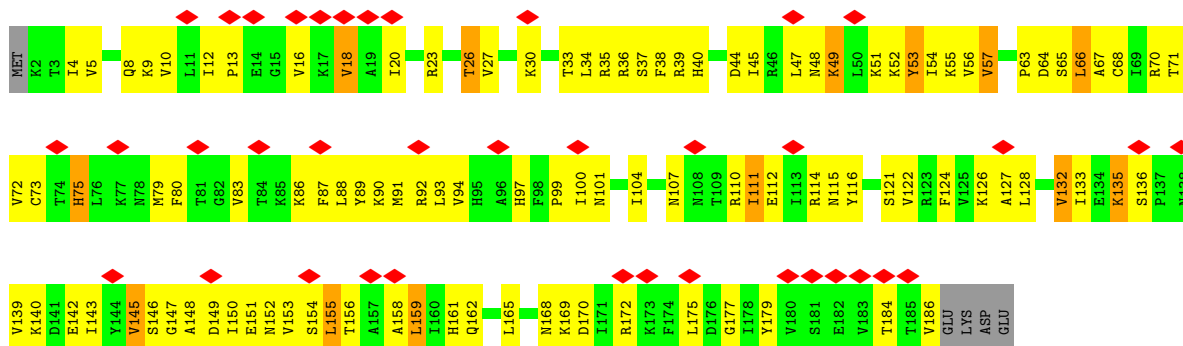 MET K2 T3 I4 V5 Q8 K9 V10 L11 I12 P13 E14 G15 V16 K17 V18 A19 I20 R23 T26 V27 K30 T33 L34 R35 R36 S37 F38 R39 H40 D44 I45 R46 L47 N48 K49 L50 K51 K52 Y53 I54 K55 V56 V57 P63 D64 S65 L66 A67 C68 I69 R70 T71
V72 C73 T74 H75 L76 K77 N78 M79 F80 T81 G82 V83 T84 K85 K86 F87 L88 Y89 K90 M91 R92 L93 V94 H95 A96 H97 F98 P99 I100 N101 I104 N107 N108 T109 R110 I111 E112 I113 R114 N115 Y116 S121 V122 R123 F124 V125 K126 A127 L128 V132 I133 E134 K135 S136 P137
V139 K140 D141 E142 I143 Y144 V145 S146 G147 A148 D149 I150 E151 N152 V153 S154 L155 T156 A157 A158 L159 I160 H161 Q162 L165 N168 K169 D170 I171 R172 K173 F174 L175 D176 G177 I178 Y179 V180 S181 E182 V183 T184 T185 V186 GLU LYS ASP GLU